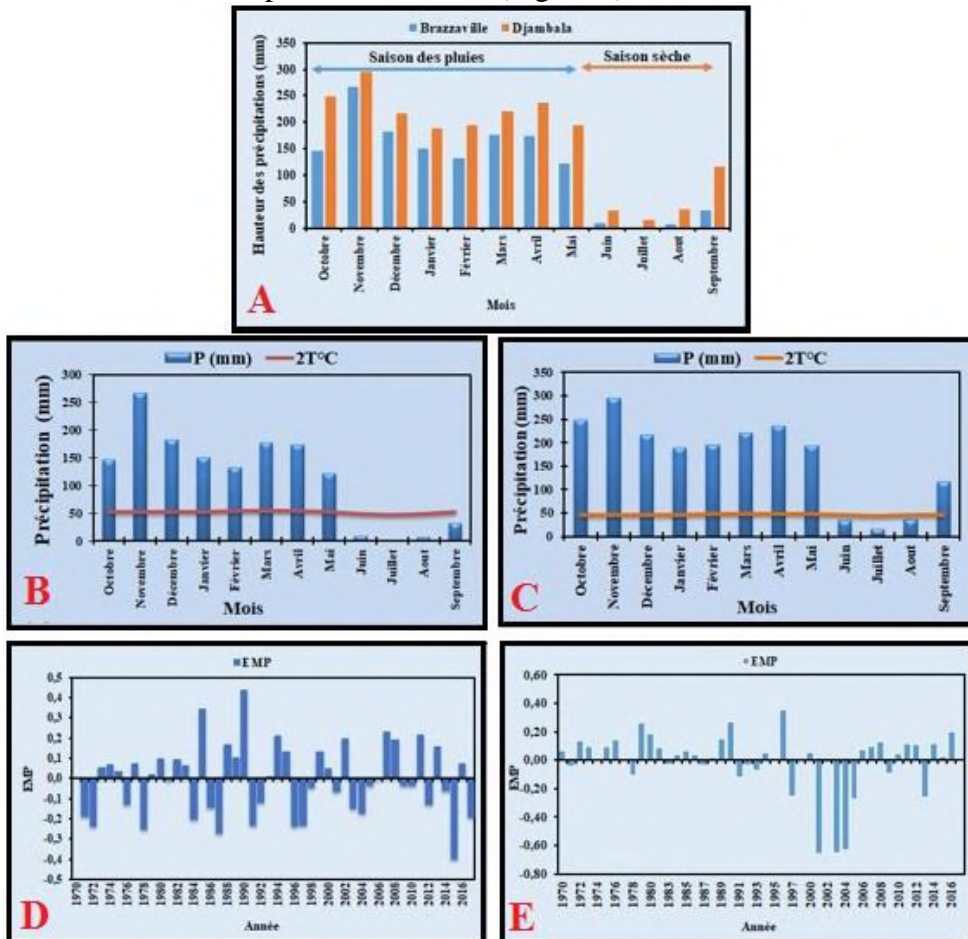 Brazzaville Djambala
Saison des pluies Saison sèche
Hauteur des précipitations (mm)
350
300
250
200
150
100
50
0
Octobre Novembre Décembre Janvier Février Mars Avril Mai Juin Juillet Aout Septembre
Mois
A
P (mm) 2T°C
Précipitation (mm)
300
250
200
150
100
50
0
Octobre Novembre Décembre Janvier Février Mars Avril Mai Juin Juillet Aout Septembre
Mois
B
P (mm) 2T°C
Précipitation (mm)
350
300
250
200
150
100
50
0
Octobre Novembre Décembre Janvier Février Mars Avril Mai Juin Juillet Aout Septembre
Mois
C
EMP
EMP
0,5
0,4
0,3
0,2
0,1
0,0
-0,1
-0,2
-0,3
-0,4
-0,5
1970 1972 1974 1976 1978 1980 1982 1984 1986 1988 1990 1992 1994 1996 1998 2000 2002 2004 2006 2008 2010 2012 2014 2016
Année
D
EMP
EMP
0,60
0,40
0,20
0,00
-0,20
-0,40
-0,60
-0,80
1970 1972 1974 1976 1978 1980 1983 1985 1987 1989 1991 1993 1995 1997 2000 2002 2004 2006 2008 2010 2012 2014 2016
Année
E